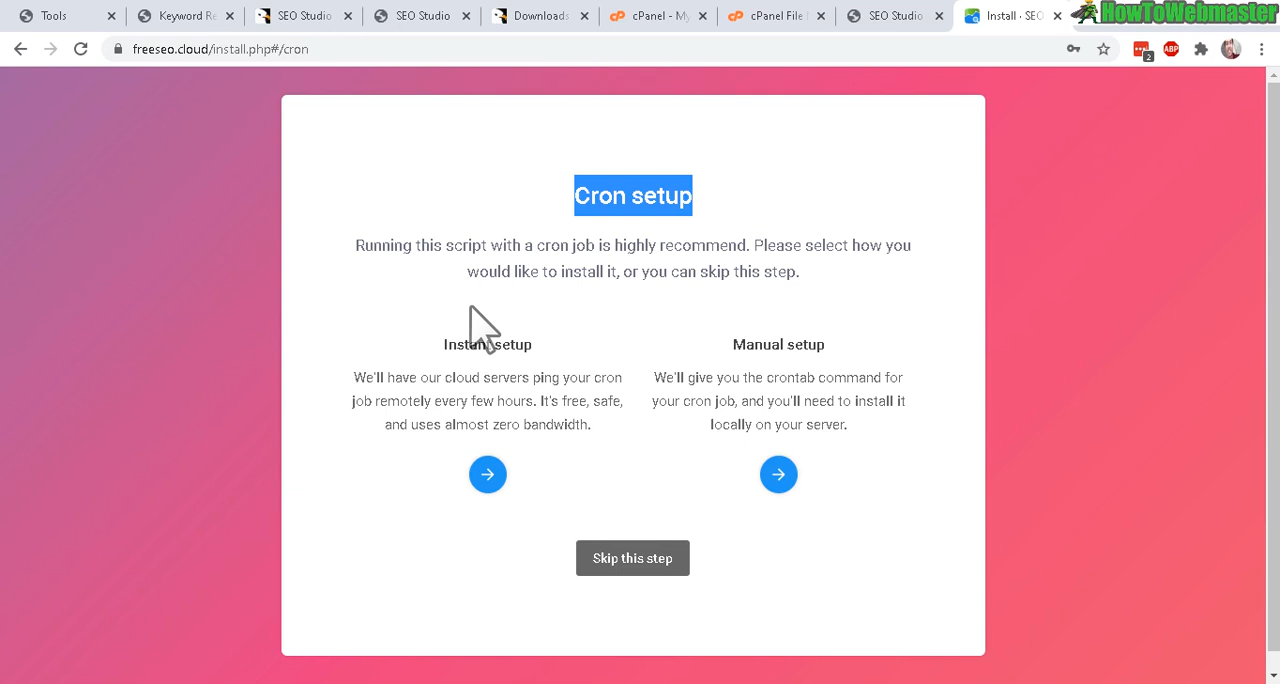 Tools
Keyword Re
SEO Studio
SEO Studio
Downloads
cPanel - My
cPanel File
SEO Studio
Install · SEO
HowToWebmaster
freeseo.cloud/install.php#/cron
2
ABP
Cron setup
Running this script with a cron job is highly recommend. Please select how you
would like to install it, or you can skip this step.
Instant setup
We'll have our cloud servers ping your cron
job remotely every few hours. It's free, safe,
and uses almost zero bandwidth.
Manual setup
We'll give you the crontab command for
your cron job, and you'll need to install it
locally on your server.
Skip this step